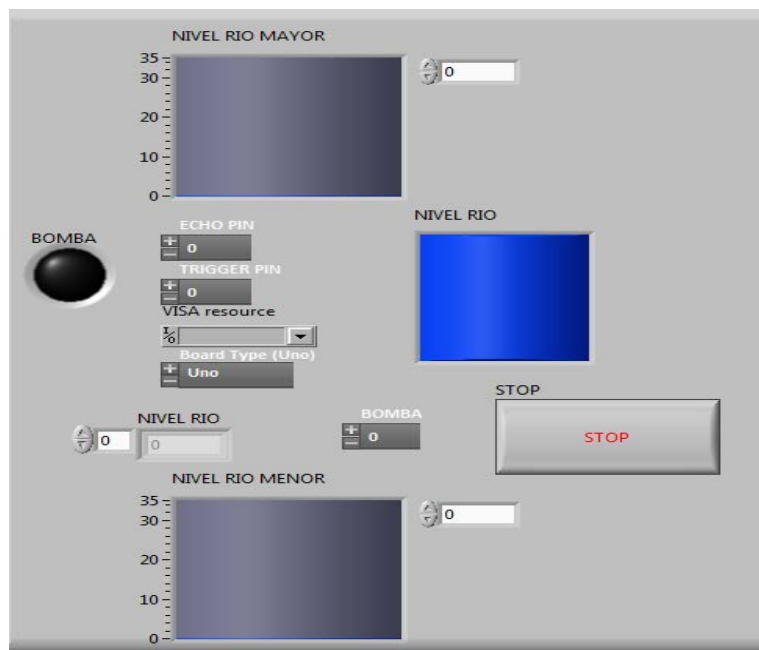 NIVEL RIO MAYOR
35
30
20
10
0
0
NIVEL RIO
BOMBA
ECHO PIN
0
TRIGGER PIN
0
VISA resource
I/O
Board Type (Uno)
Uno
STOP
STOP
NIVEL RIO
0
0
BOMBA
0
NIVEL RIO MENOR
35
30
20
10
0
0